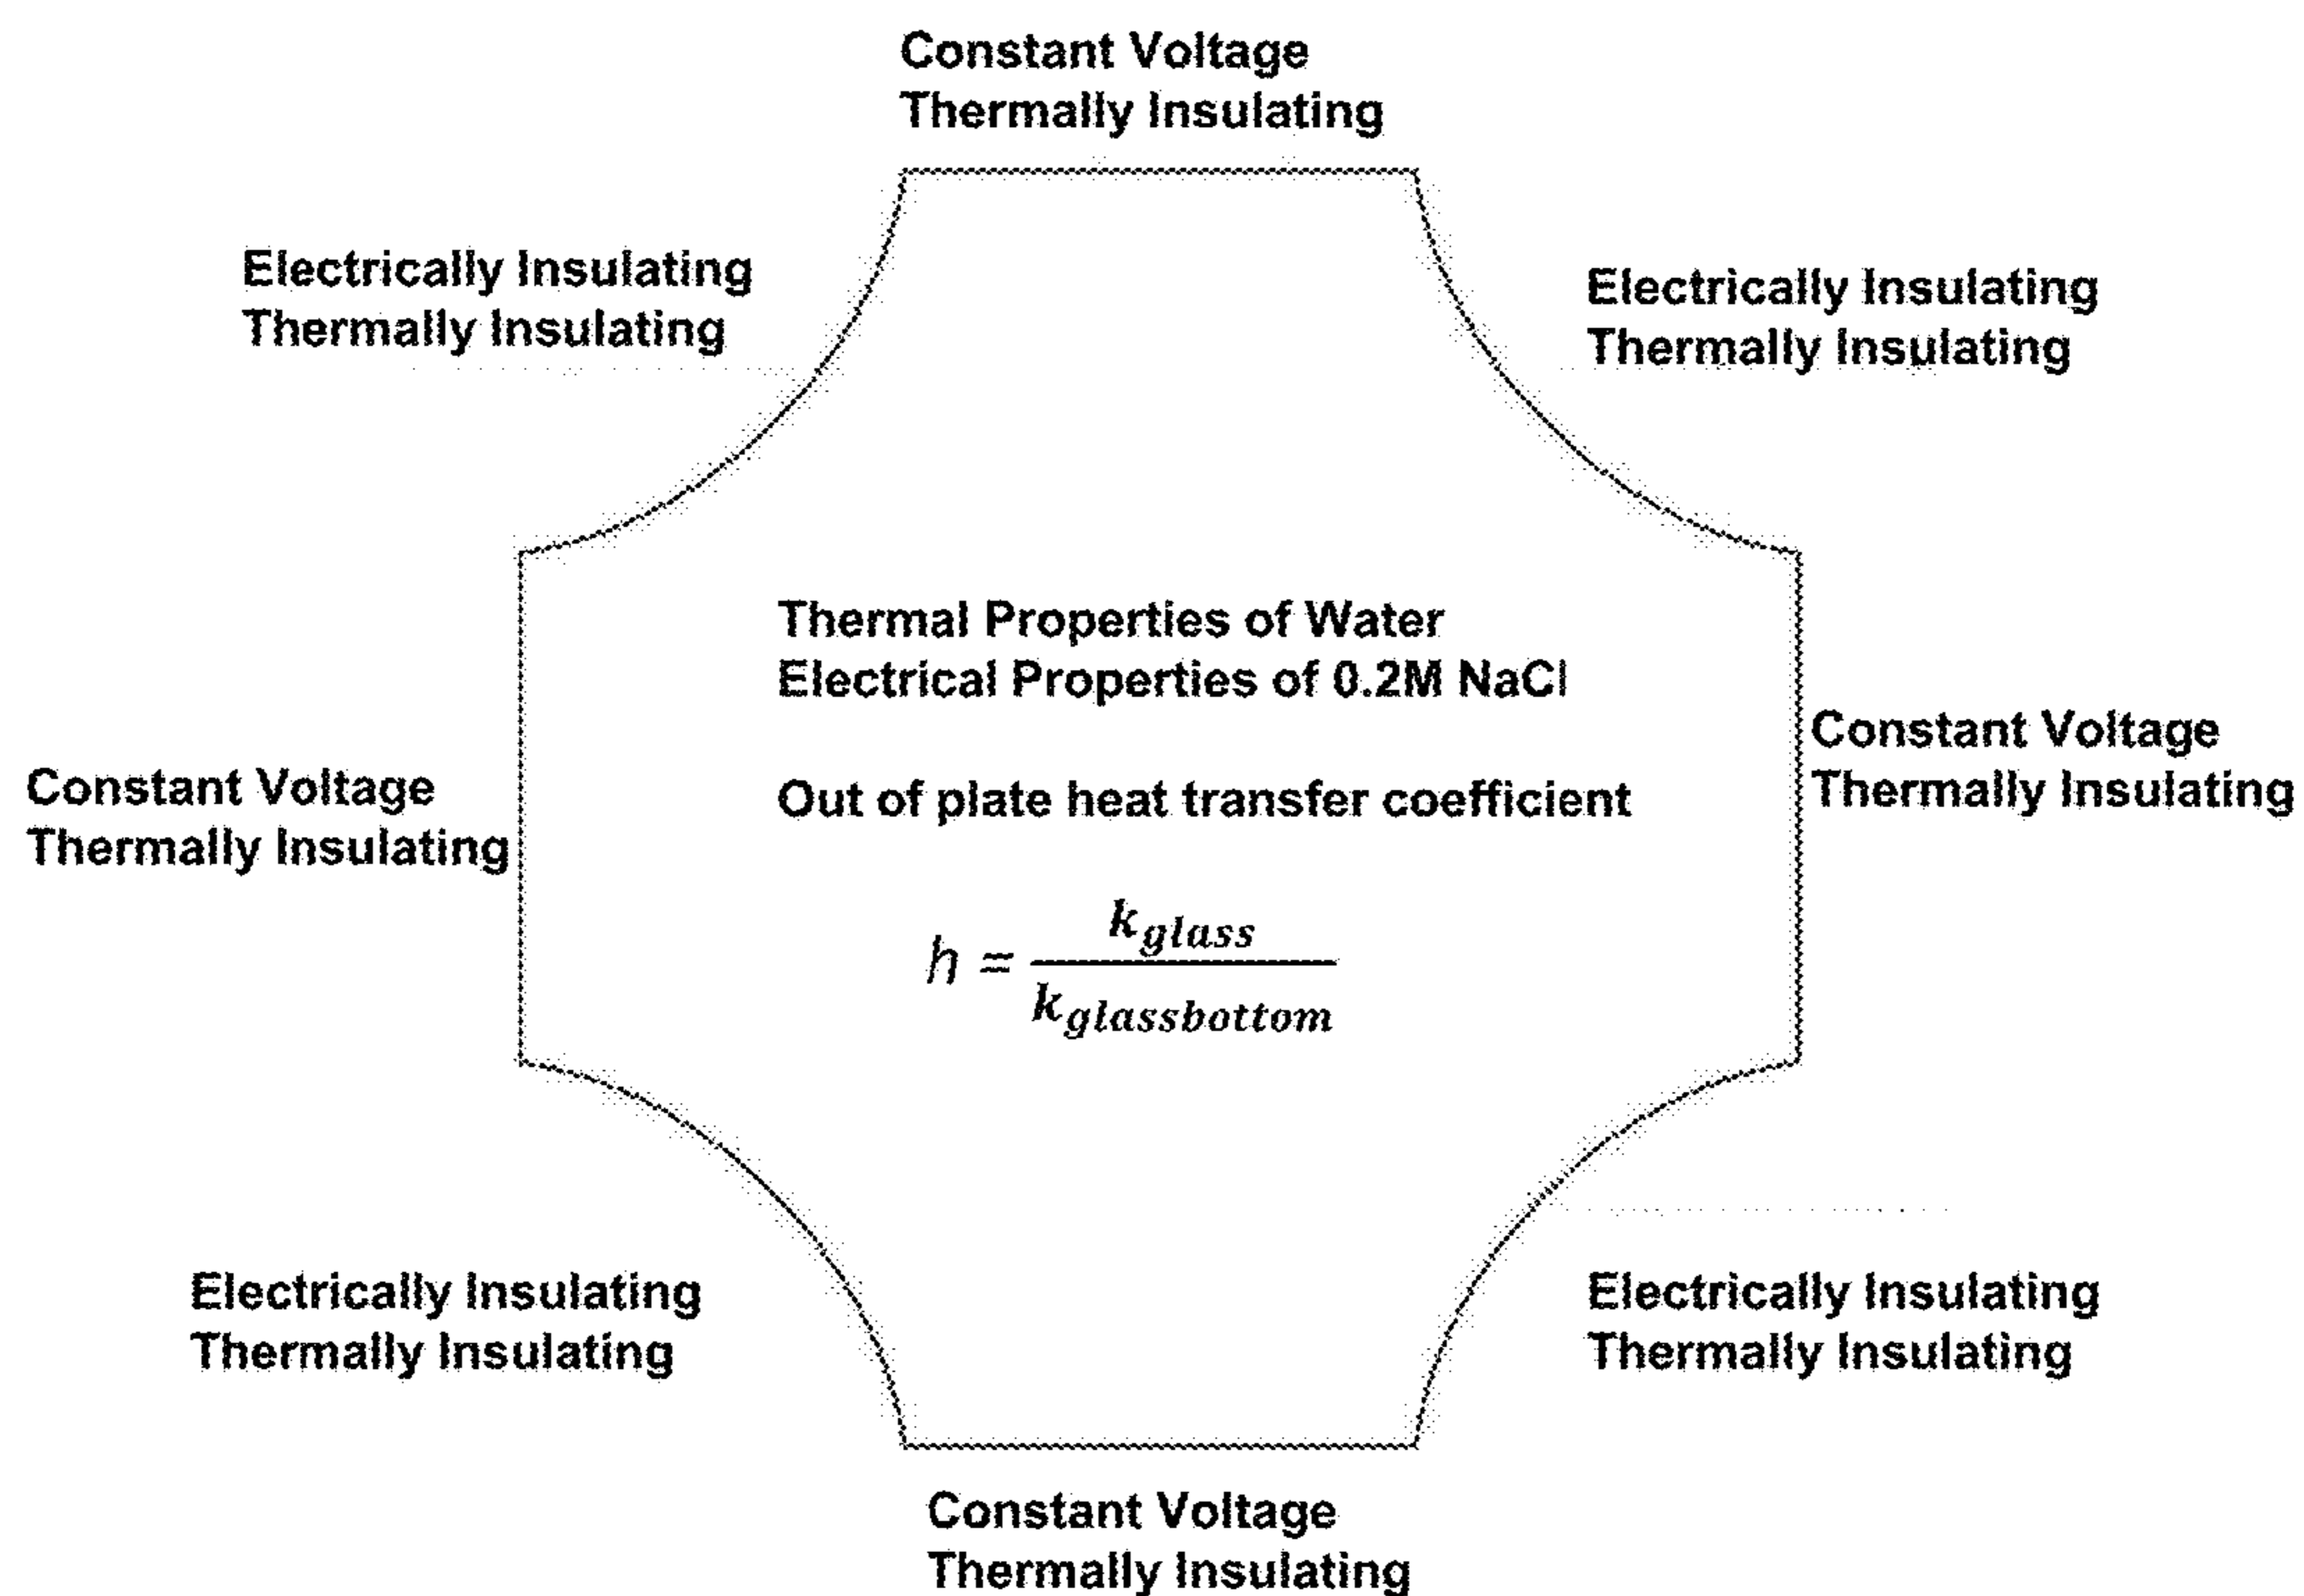 Constant Voltage
Thermally Insulating
Electrically Insulating
Thermally Insulating
Electrically Insulating
Thermally Insulating
Thermal Properties of Water
Electrical Properties of 0.2M NaCl
Constant Voltage
Thermally Insulating
Constant Voltage
Thermally Insulating
Out of plate heat transfer coefficient
h = k_glass / k_glassbottom
Electrically Insulating
Thermally Insulating
Electrically Insulating
Thermally Insulating
Constant Voltage
Thermally Insulating